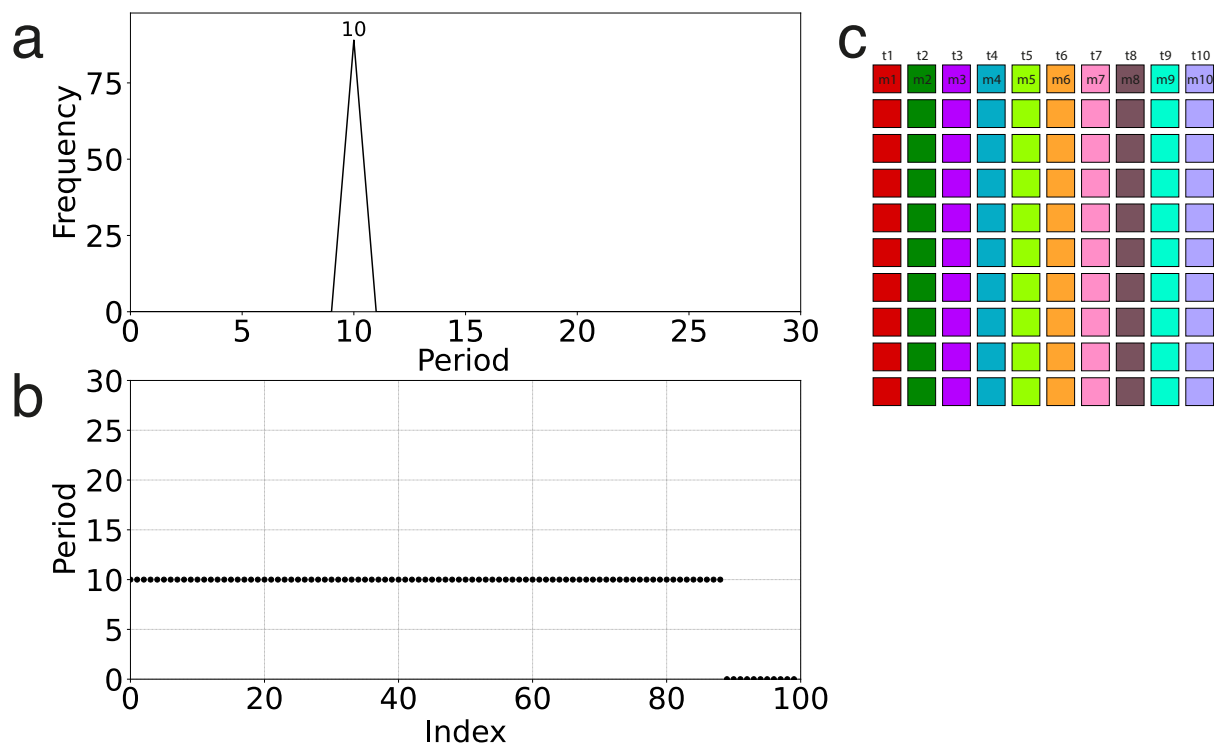 a
10
Frequency
75
50
25
0
0 5 10 15 20 25 30
Period
b
30
25
20
15
10
5
0
Period
0 20 40 60 80 100
Index
c
t1 t2 t3 t4 t5 t6 t7 t8 t9 t10
m1 m2 m3 m4 m5 m6 m7 m8 m9 m10